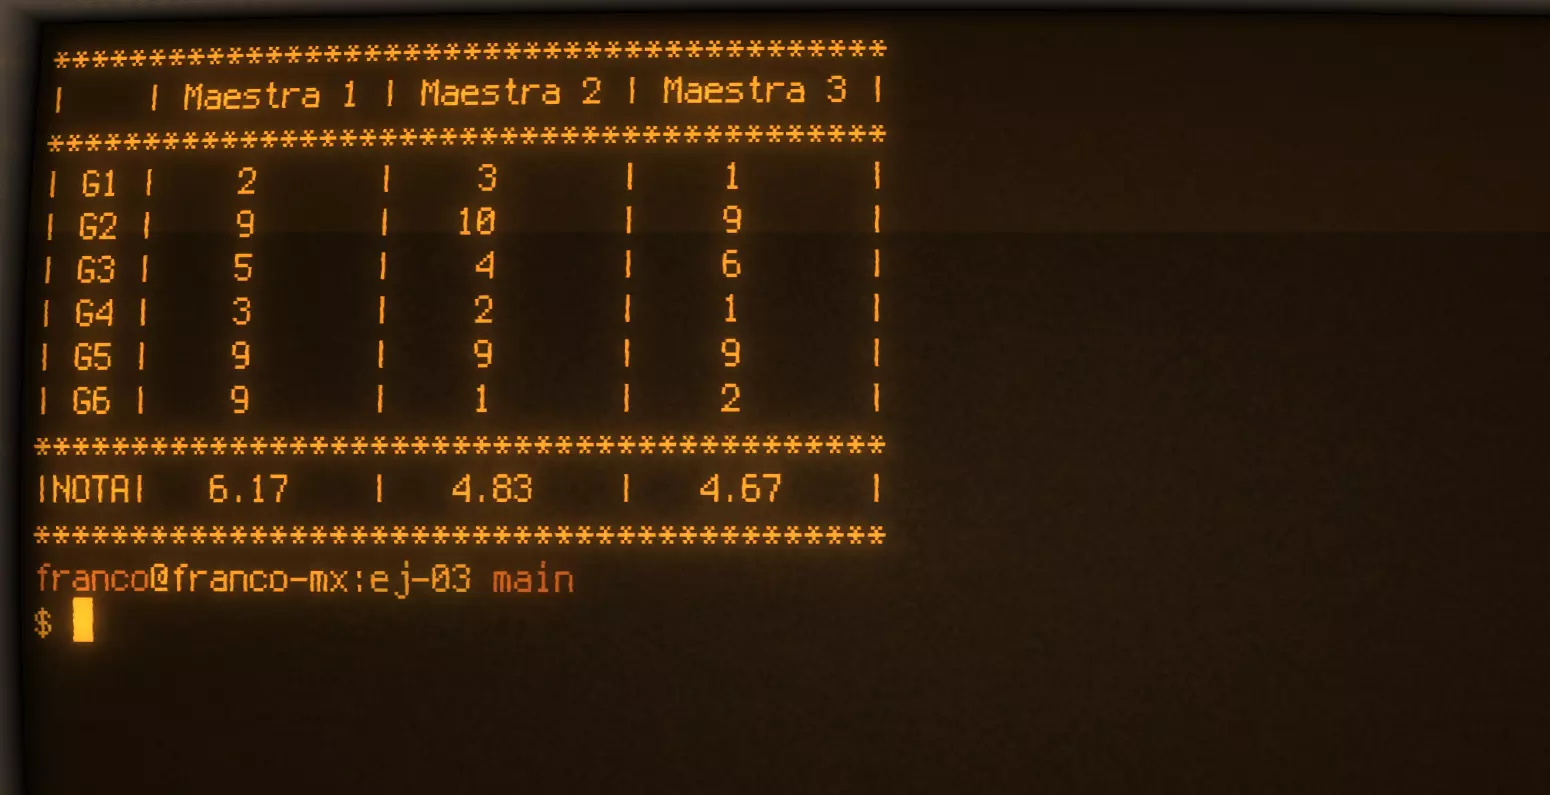 *******************************************
|    | Maestra 1 | Maestra 2 | Maestra 3 |
*******************************************
| G1 | 2 | 3 | 1 |
| G2 | 9 | 10 | 9 |
| G3 | 5 | 4 | 6 |
| G4 | 3 | 2 | 1 |
| G5 | 9 | 9 | 9 |
| G6 | 9 | 1 | 2 |
*******************************************
|NOTA| 6.17 | 4.83 | 4.67 |
*******************************************
franco@franco-mx:ej-03 main
$